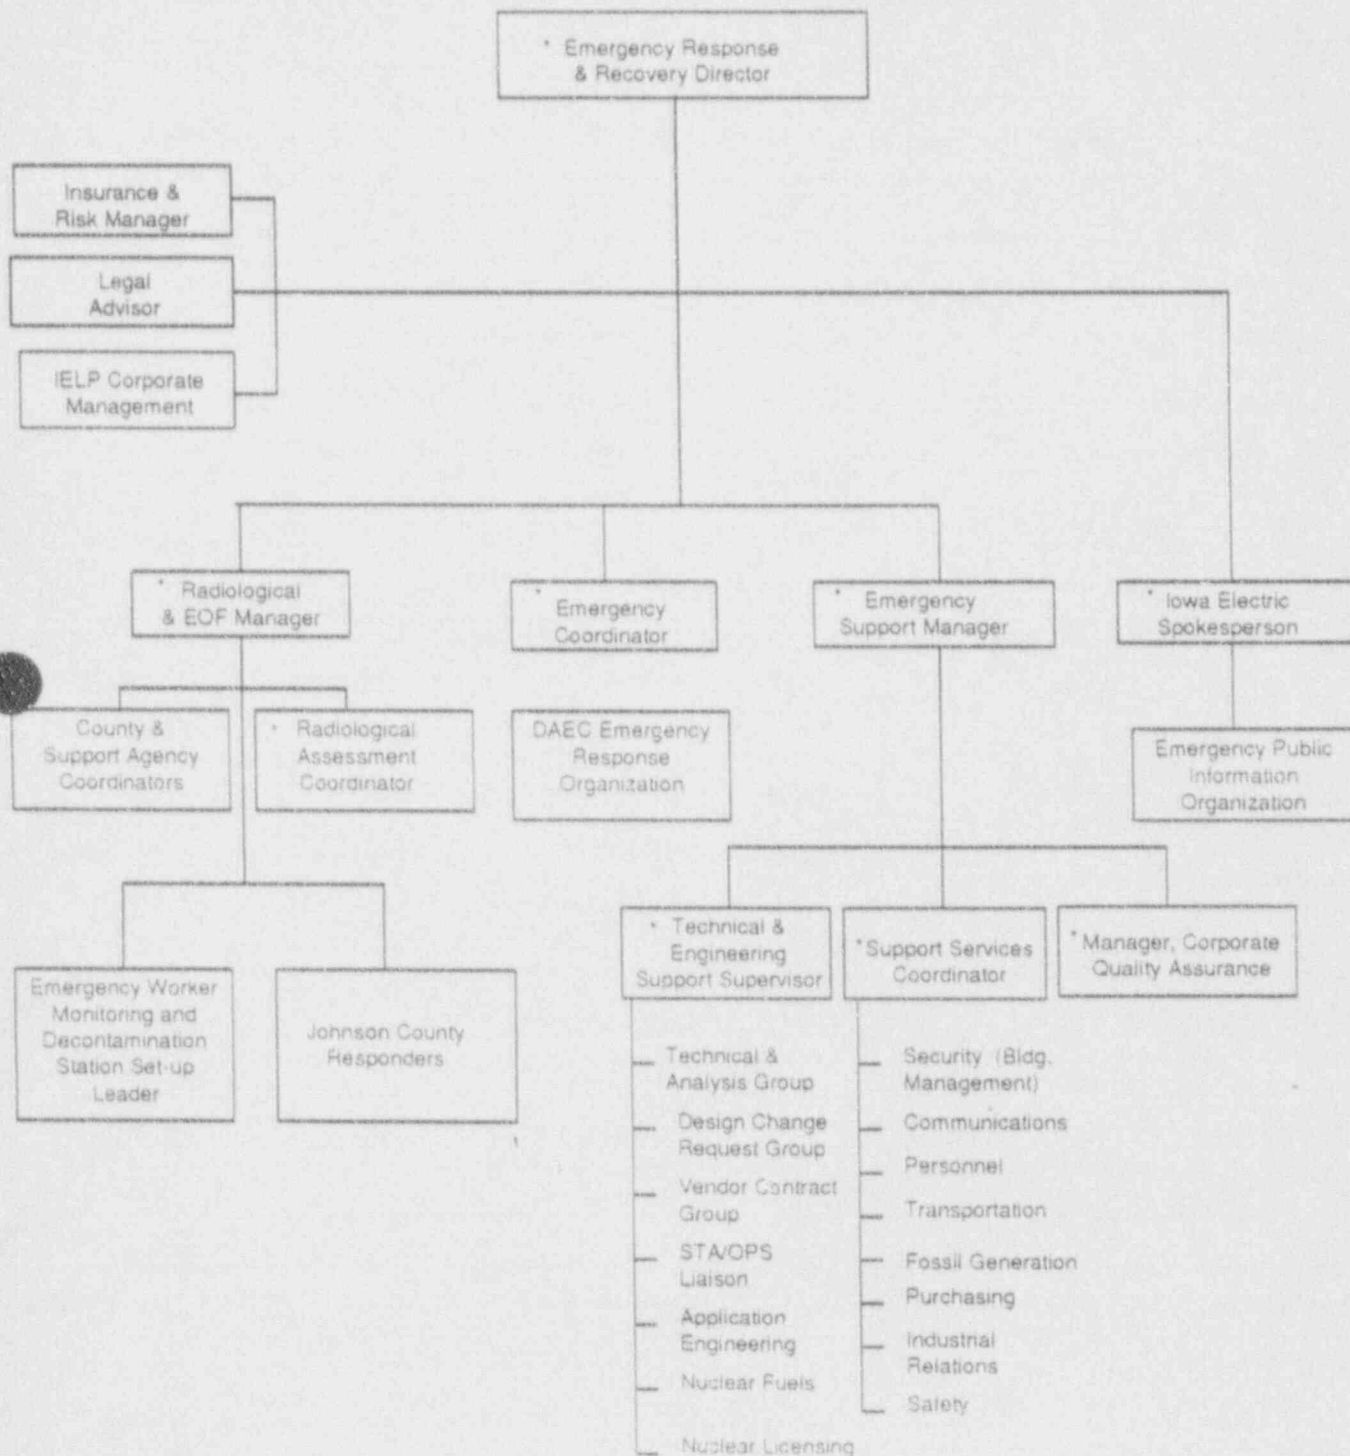 * Emergency Response
& Recovery Director
Insurance &
Risk Manager
Legal
Advisor
IELP Corporate
Management
* Radiological
& EOF Manager
* Emergency
Coordinator
* Emergency
Support Manager
* Iowa Electric
Spokesperson
County &
Support Agency
Coordinators
* Radiological
Assessment
Coordinator
DAEC Emergency
Response
Organization
Emergency Public
Information
Organization
Emergency Worker
Monitoring and
Decontamination
Station Set-up
Leader
Johnson County
Responders
* Technical &
Engineering
Support Supervisor
* Support Services
Coordinator
* Manager, Corporate
Quality Assurance
Technical &
Analysis Group
Design Change
Request Group
Vendor Contract
Group
STA/OPS
Liaison
Application
Engineering
Nuclear Fuels
Nuclear Licensing
Security (Bldg.
Management)
Communications
Personnel
Transportation
Fossil Generation
Purchasing
Industrial
Relations
Safety